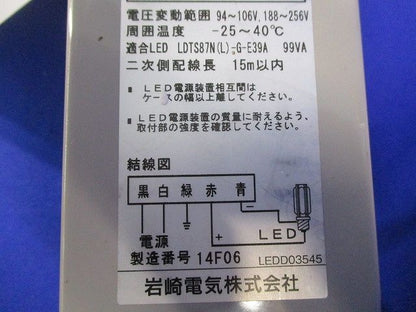 電圧変動範囲 94～106V,188～256V
周囲温度 -25～40℃
適合LED LDTS87N(L)-G-E39A 99VA
二次側配線長 15m以内
■ＬＥＤ電源装置相互間は
ケースの幅以上離してください。
■ＬＥＤ電源装置の質量に耐えるよう、
取付部の強度を確認してください。
結線図
黒 白 緑 赤 青
電源 + - ＬＥＤ
製造番号 14F06 LEDD03545
岩崎電気株式会社